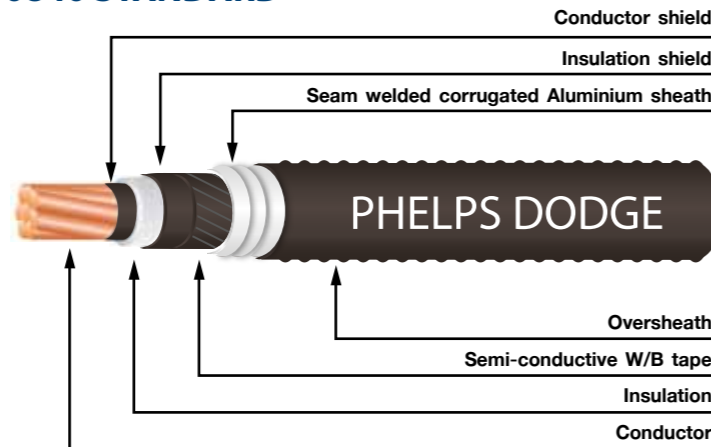 Conductor shield
Insulation shield
Seam welded corrugated Aluminium sheath
PHELPS DODGE
Oversheath
Semi-conductive W/B tape
Insulation
Conductor